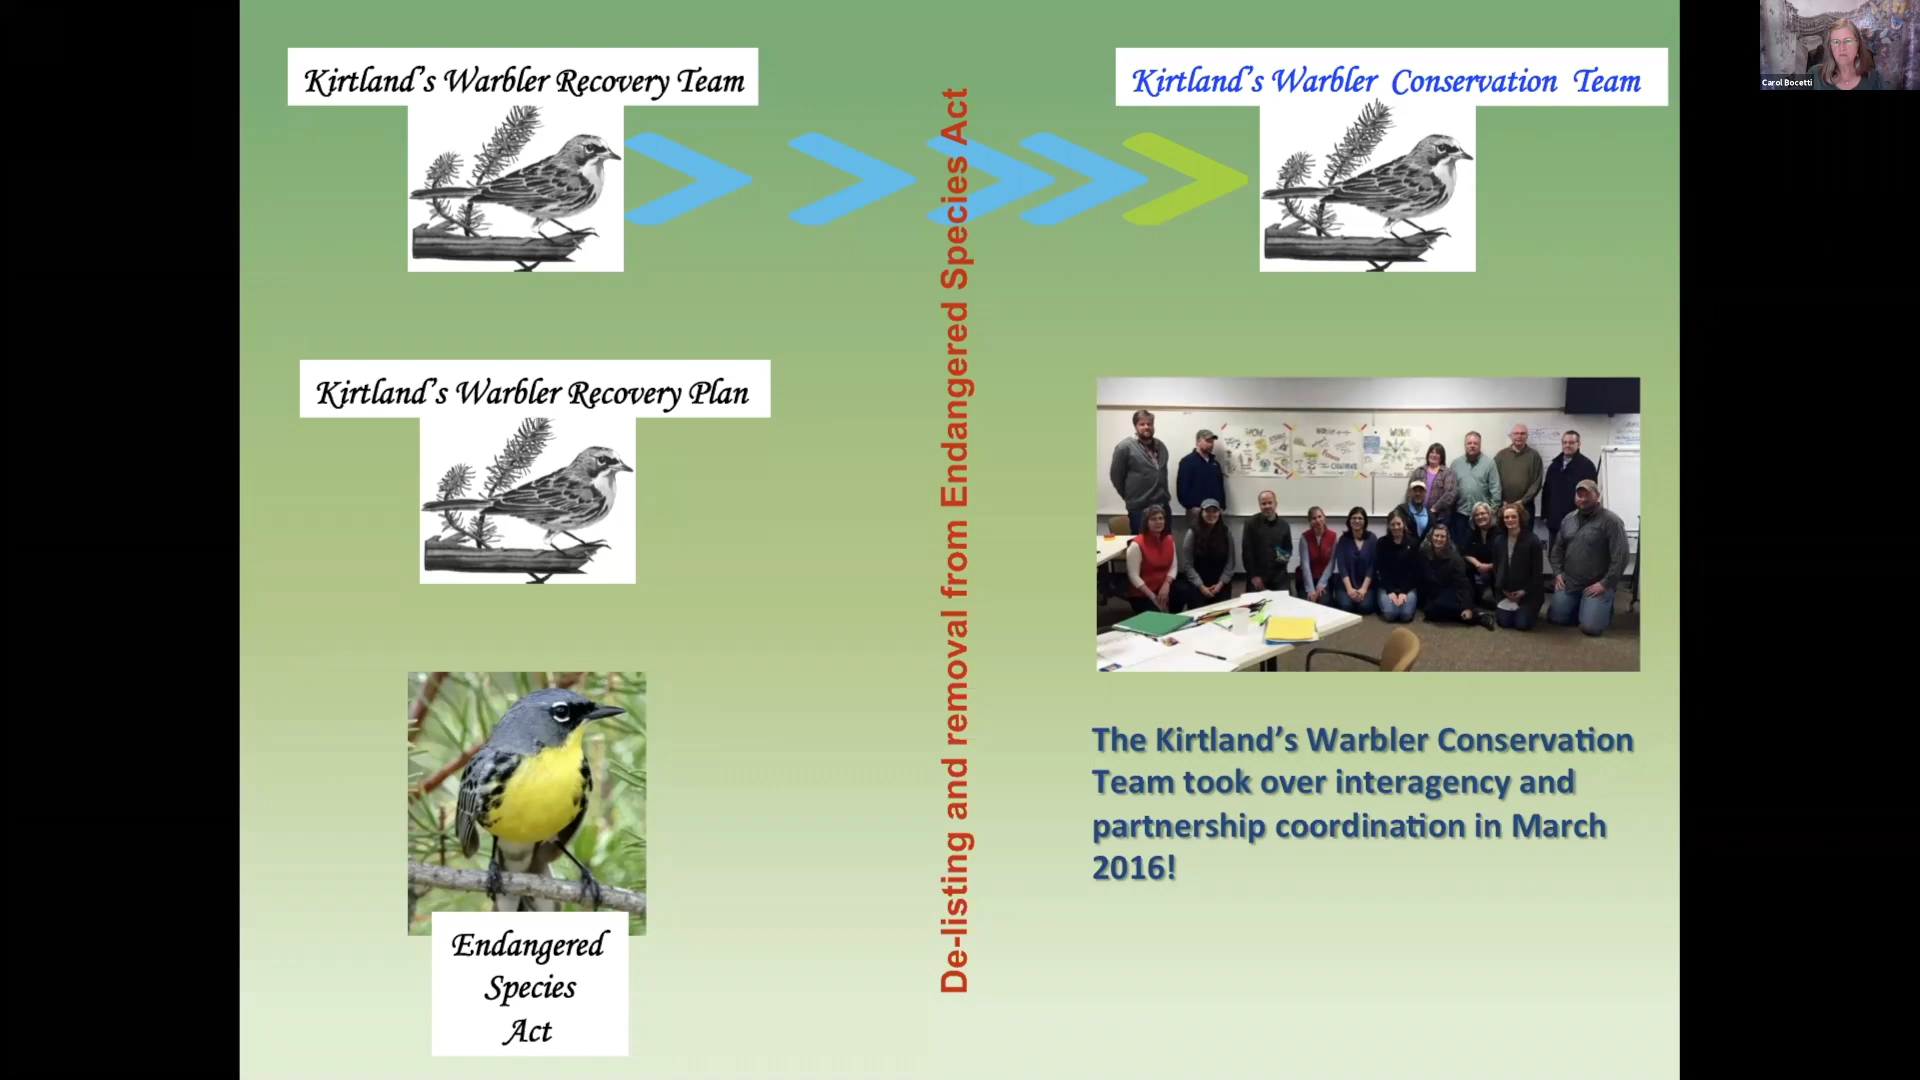 Kirtland's Warbler Recovery Team
Kirtland's Warbler Conservation Team
Carol Bocetti
De-listing and removal from Endangered Species Act
Kirtland's Warbler Recovery Plan
The Kirtland's Warbler Conservation
Team took over interagency and
partnership coordination in March
2016!
Endangered
Species
Act